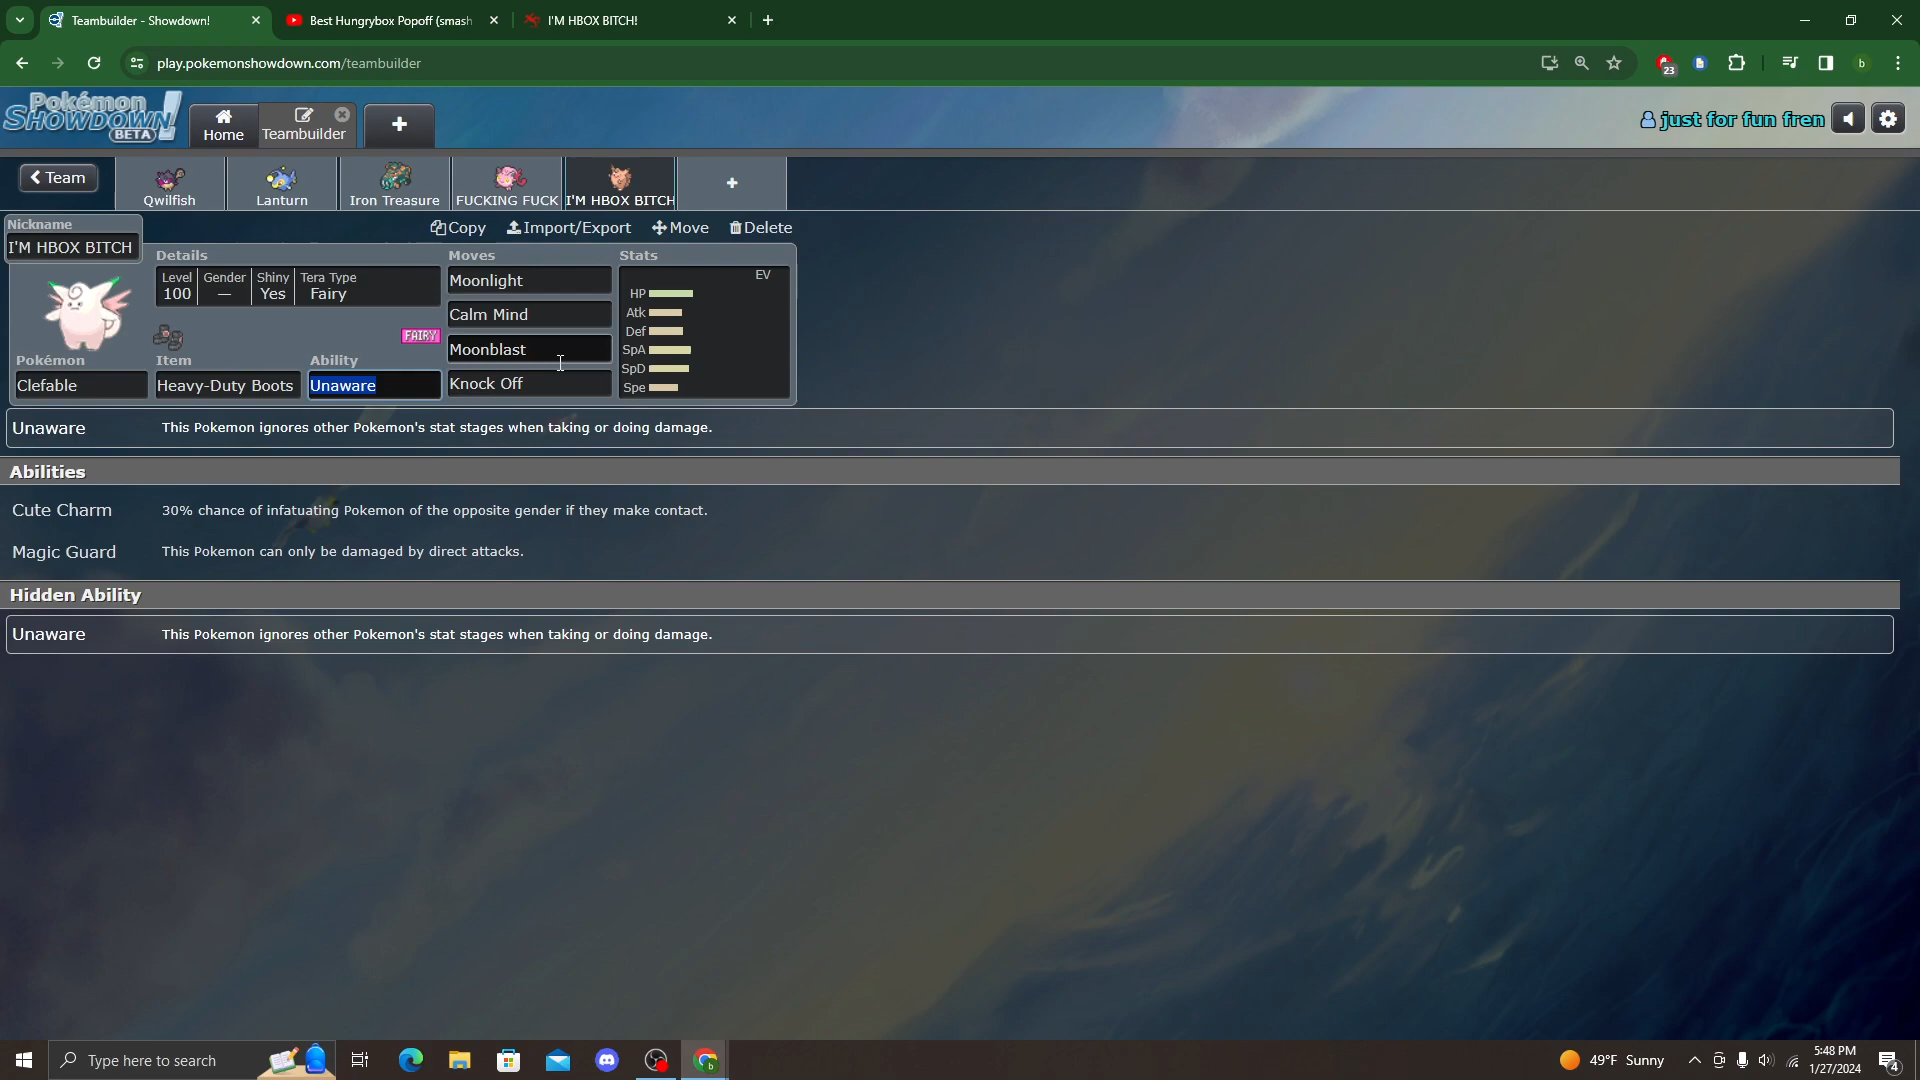 Teambuilder - Showdown!
Best Hungrybox Popoff (smash
I'M HBOX BITCH!
play.pokemonshowdown.com/teambuilder
23
b
Pokémon
SHOWDOWN!
BETA
Home
Teambuilder
just for fun fren
Team
Qwilfish
Lanturn
Iron Treasure
FUCKING FUCK
I'M HBOX BITCH
Nickname
I'M HBOX BITCH
Copy
Import/Export
Move
Delete
Details
Level
Gender
Shiny
Tera Type
100
—
Yes
Fairy
FAIRY
Pokémon
Clefable
Item
Heavy-Duty Boots
Ability
Unaware
Moves
Moonlight
Calm Mind
Moonblast
Knock Off
Stats
EV
HP
Atk
Def
SpA
SpD
Spe
Unaware This Pokemon ignores other Pokemon's stat stages when taking or doing damage.
Abilities
Cute Charm 30% chance of infatuating Pokemon of the opposite gender if they make contact.
Magic Guard This Pokemon can only be damaged by direct attacks.
Hidden Ability
Unaware This Pokemon ignores other Pokemon's stat stages when taking or doing damage.
Type here to search
b
49°F Sunny
5:48 PM
1/27/2024
4